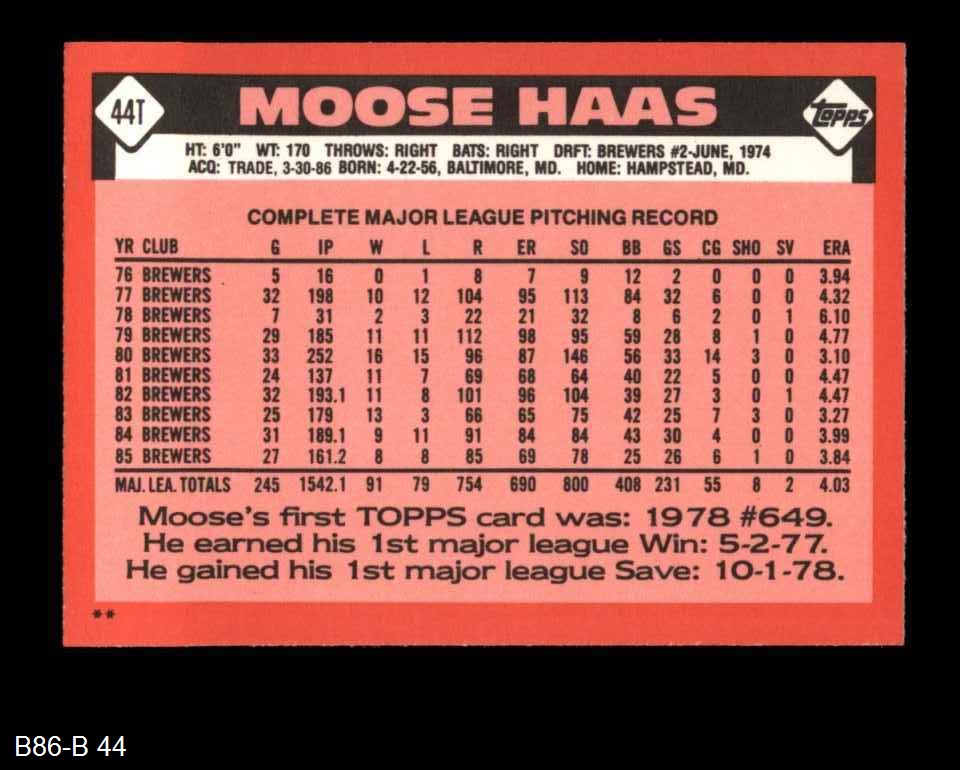 44T
MOOSE HAAS
TOPPS
HT: 6'0" WT: 170 THROWS: RIGHT BATS: RIGHT DRFT: BREWERS #2-JUNE, 1974
ACQ: TRADE, 3-30-86 BORN: 4-22-56, BALTIMORE, MD. HOME: HAMPSTEAD, MD.
COMPLETE MAJOR LEAGUE PITCHING RECORD
YR CLUB G IP W L R ER SO BB GS CG SHO SV ERA
76 BREWERS 5 16 0 1 8 7 9 12 2 0 0 0 3.94
77 BREWERS 32 198 10 12 104 95 113 84 32 6 0 0 4.32
78 BREWERS 7 31 2 3 22 21 32 8 6 2 0 1 6.10
79 BREWERS 29 185 11 11 112 98 95 59 28 8 1 0 4.77
80 BREWERS 33 252 16 15 96 87 146 56 33 14 3 0 3.10
81 BREWERS 24 137 11 7 69 68 64 40 22 5 0 0 4.47
82 BREWERS 32 193.1 11 8 101 96 104 39 27 3 0 1 4.47
83 BREWERS 25 179 13 3 66 65 75 42 25 7 3 0 3.27
84 BREWERS 31 189.1 9 11 91 84 84 43 30 4 0 0 3.99
85 BREWERS 27 161.2 8 8 85 69 78 25 26 6 1 0 3.84
MAJ. LEA. TOTALS 245 1542.1 91 79 754 690 800 408 231 55 8 2 4.03
Moose's first TOPPS card was: 1978 #649.
He earned his 1st major league Win: 5-2-77.
He gained his 1st major league Save: 10-1-78.
**
B86-B 44